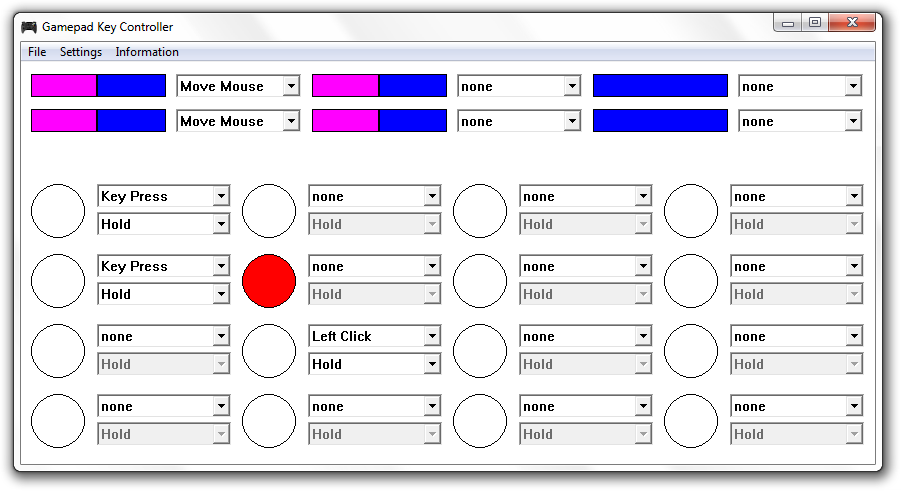 Gamepad Key Controller
File Settings Information
Move Mouse none none
Move Mouse none none
Key Press none none none
Hold Hold Hold Hold
Key Press none none none
Hold Hold Hold Hold
none Left Click none none
Hold Hold Hold Hold
none none none none
Hold Hold Hold Hold